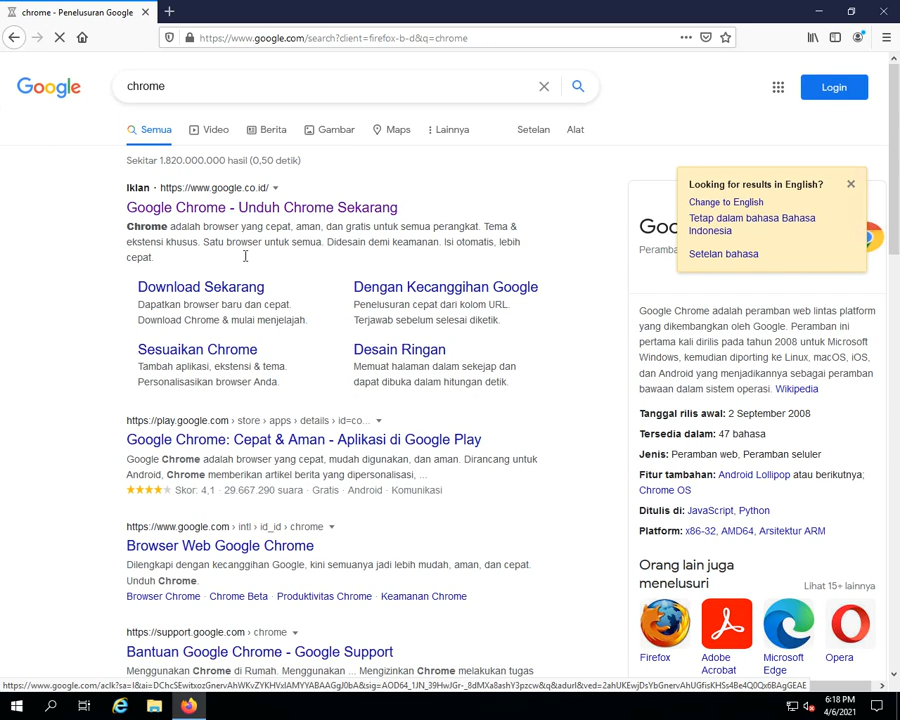 chrome - Penelusuran Google
https://www.google.com/search?client=firefox-b-d&q=chrome
Google
chrome
Login
Semua
Video
Berita
Gambar
Maps
Lainnya
Setelan
Alat
Sekitar 1.820.000.000 hasil (0,50 detik)
Iklan · https://www.google.co.id/
Google Chrome - Unduh Chrome Sekarang
Chrome adalah browser yang cepat, aman, dan gratis untuk semua perangkat. Tema &
ekstensi khusus. Satu browser untuk semua. Didesain demi keamanan. Isi otomatis, lebih
cepat.
Download Sekarang
Dapatkan browser baru dan cepat.
Download Chrome & mulai menjelajah.
Dengan Kecanggihan Google
Penelusuran cepat dari kolom URL.
Terjawab sebelum selesai diketik.
Sesuaikan Chrome
Tambah aplikasi, ekstensi & tema.
Personalisasikan browser Anda.
Desain Ringan
Memuat halaman dalam sekejap dan
dapat dibuka dalam hitungan detik.
https://play.google.com › store › apps › details › id=co...
Google Chrome: Cepat & Aman - Aplikasi di Google Play
Google Chrome adalah browser yang cepat, mudah digunakan, dan aman. Dirancang untuk
Android, Chrome memberikan artikel berita yang dipersonalisasi, ...
Skor: 4,1 · 29.667.290 suara · Gratis · Android · Komunikasi
https://www.google.com › intl › id_id › chrome
Browser Web Google Chrome
Dilengkapi dengan kecanggihan Google, kini semuanya jadi lebih mudah, aman, dan cepat.
Unduh Chrome.
Browser Chrome · Chrome Beta · Produktivitas Chrome · Keamanan Chrome
https://support.google.com › chrome
Bantuan Google Chrome - Google Support
Menggunakan Chrome di Rumah. Menggunakan ... Mengizinkan Chrome melakukan tugas
Looking for results in English?
Change to English
Tetap dalam bahasa Bahasa
Indonesia
Setelan bahasa
Goo
Peramba
Google Chrome adalah peramban web lintas platform
yang dikembangkan oleh Google. Peramban ini
pertama kali dirilis pada tahun 2008 untuk Microsoft
Windows, kemudian diporting ke Linux, macOS, iOS,
dan Android yang menjadikannya sebagai peramban
bawaan dalam sistem operasi. Wikipedia
Tanggal rilis awal: 2 September 2008
Tersedia dalam: 47 bahasa
Jenis: Peramban web, Peramban seluler
Fitur tambahan: Android Lollipop atau berikutnya;
Chrome OS
Ditulis di: JavaScript, Python
Platform: x86-32, AMD64, Arsitektur ARM
Orang lain juga
menelusuri
Lihat 15+ lainnya
Firefox
Adobe
Acrobat
Microsoft
Edge
Opera
6:18 PM
4/6/2021